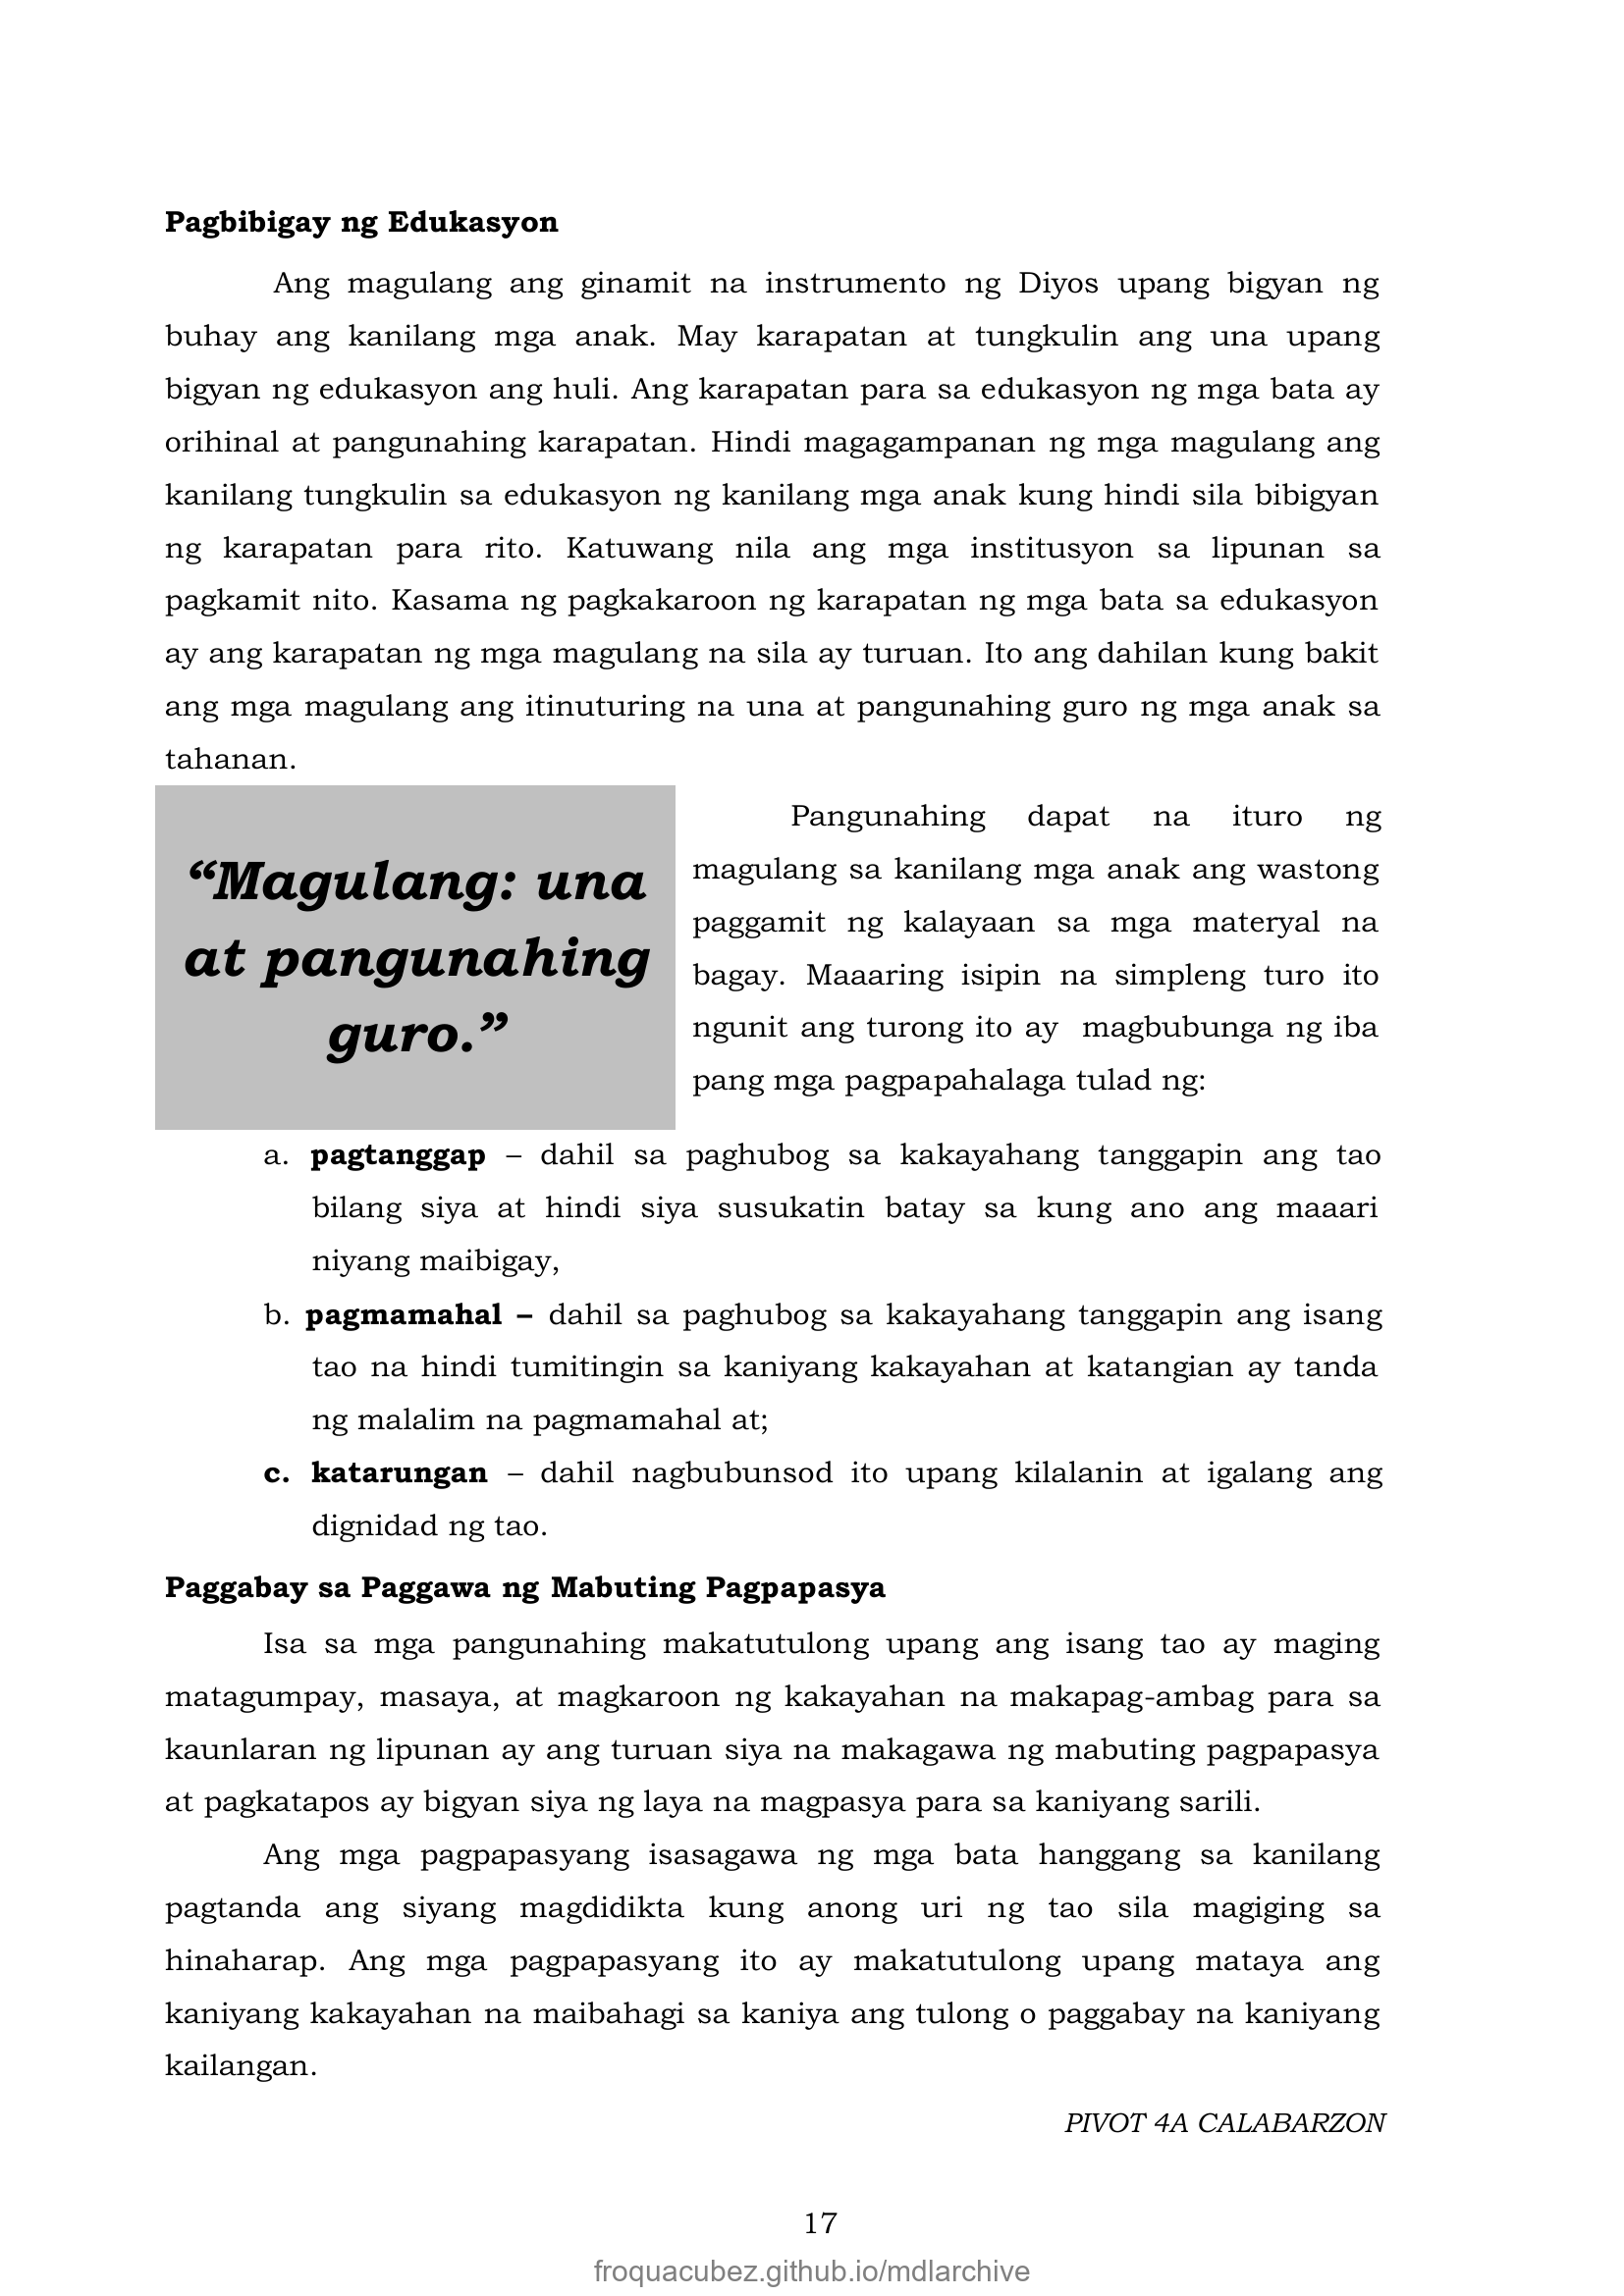 Pagbibigay ng Edukasyon
Ang magulang ang ginamit na instrumento ng Diyos upang bigyan ng
buhay ang kanilang mga anak. May karapatan at tungkulin ang una upang
bigyan ng edukasyon ang huli. Ang karapatan para sa edukasyon ng mga bata ay
orihinal at pangunahing karapatan. Hindi magagampanan ng mga magulang ang
kanilang tungkulin sa edukasyon ng kanilang mga anak kung hindi sila bibigyan
ng karapatan para rito. Katuwang nila ang mga institusyon sa lipunan sa
pagkamit nito. Kasama ng pagkakaroon ng karapatan ng mga bata sa edukasyon
ay ang karapatan ng mga magulang na sila ay turuan. Ito ang dahilan kung bakit
ang mga magulang ang itinuturing na una at pangunahing guro ng mga anak sa
tahanan.
“Magulang: una
at pangunahing
guro.”
Pangunahing dapat na ituro ng
magulang sa kanilang mga anak ang wastong
paggamit ng kalayaan sa mga materyal na
bagay. Maaaring isipin na simpleng turo ito
ngunit ang turong ito ay magbubunga ng iba
pang mga pagpapahalaga tulad ng:
a. pagtanggap – dahil sa paghubog sa kakayahang tanggapin ang tao
bilang siya at hindi siya susukatin batay sa kung ano ang maaari
niyang maibigay,
b. pagmamahal – dahil sa paghubog sa kakayahang tanggapin ang isang
tao na hindi tumitingin sa kaniyang kakayahan at katangian ay tanda
ng malalim na pagmamahal at;
c. katarungan – dahil nagbubunsod ito upang kilalanin at igalang ang
dignidad ng tao.
Paggabay sa Paggawa ng Mabuting Pagpapasya
Isa sa mga pangunahing makatutulong upang ang isang tao ay maging
matagumpay, masaya, at magkaroon ng kakayahan na makapag-ambag para sa
kaunlaran ng lipunan ay ang turuan siya na makagawa ng mabuting pagpapasya
at pagkatapos ay bigyan siya ng laya na magpasya para sa kaniyang sarili.
Ang mga pagpapasyang isasagawa ng mga bata hanggang sa kanilang
pagtanda ang siyang magdidikta kung anong uri ng tao sila magiging sa
hinaharap. Ang mga pagpapasyang ito ay makatutulong upang mataya ang
kaniyang kakayahan na maibahagi sa kaniya ang tulong o paggabay na kaniyang
kailangan.
PIVOT 4A CALABARZON
17
froquacubez.github.io/mdlarchive